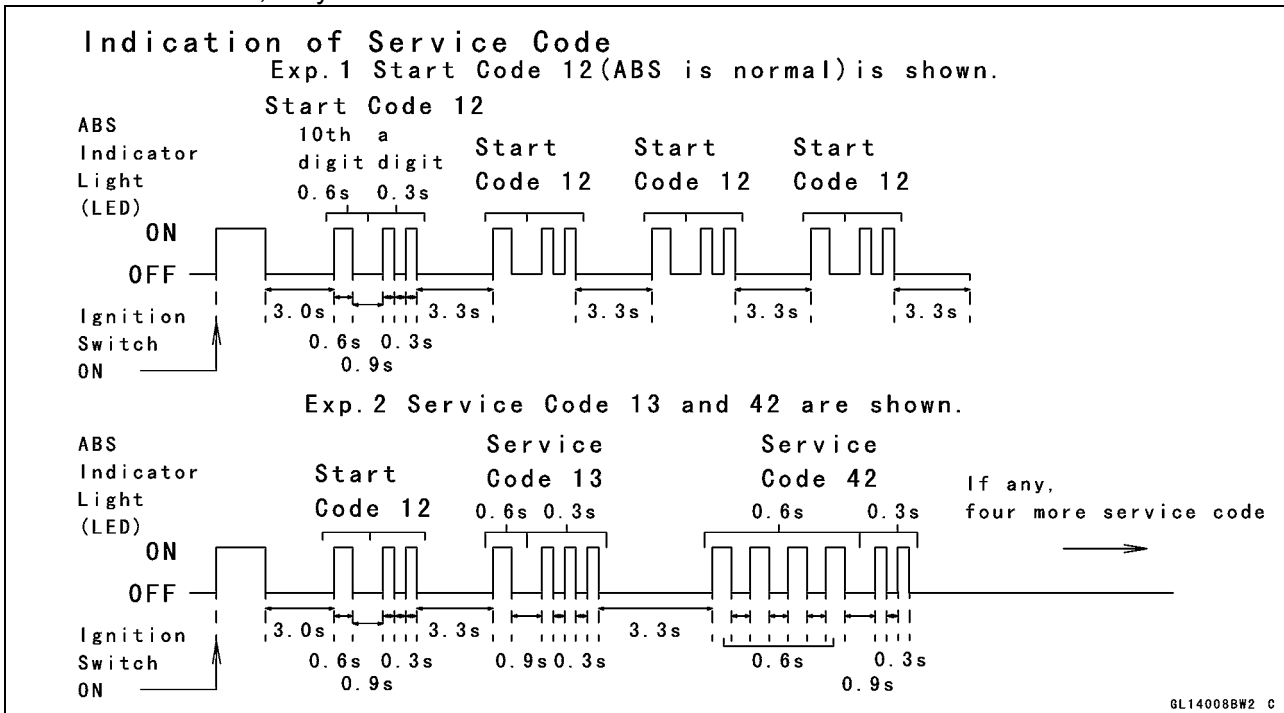 Indication of Service Code
Exp.1 Start Code 12(ABS is normal)is shown.
Start Code 12
ABS
Indicator
Light
(LED)
10th a
digit digit
0.6s 0.3s
Start
Code 12
Start
Code 12
Start
Code 12
ON
OFF
3.0s
3.3s
3.3s
3.3s
3.3s
Ignition
Switch
ON
0.6s 0.3s
0.9s
Exp.2 Service Code 13 and 42 are shown.
ABS
Indicator
Light
(LED)
Start
Code 12
Service
Code 13
0.6s 0.3s
Service
Code 42
0.6s
0.3s
If any,
four more service code
ON
OFF
3.0s
3.3s
3.3s
Ignition
Switch
ON
0.6s 0.3s
0.9s
0.9s 0.3s
0.6s
0.3s
0.9s
GL14008BW2 C